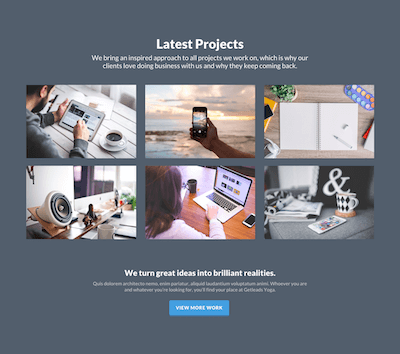 Latest Projects
We bring an inspired approach to all projects we work on, which is why our
clients love doing business with us and why they keep coming back.
&
We turn great ideas into brilliant realities.
Quis dolorem architecto nemo, enim pariatur, aliquid laudantium voluptatum animi. Whoever you are
and whatever you're looking for, you'll find your place at Getleads Yoga.
VIEW MORE WORK